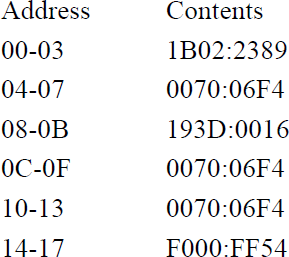 Address Contents
00-03 1B02:2389
04-07 0070:06F4
08-0B 193D:0016
0C-0F 0070:06F4
10-13 0070:06F4
14-17 F000:FF54